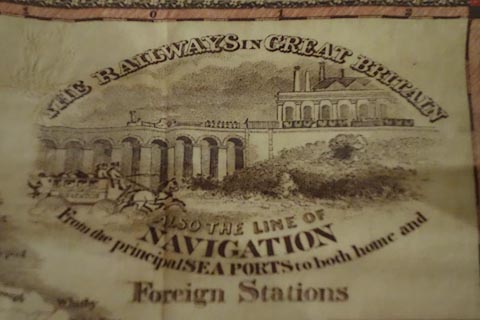 THE RAILWAYS IN GREAT BRITAIN
ALSO THE LINE OF
NAVIGATION
From the principal SEA PORTS to both home and
Foreign Stations
Whitby